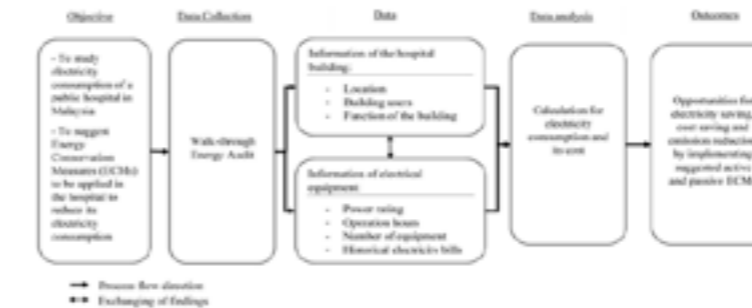 Objective
Data Collection
Data
Data analysis
Outcomes
- To study
electricity
consumption of a
public hospital in
Malaysia
- To suggest
Energy
Conservation
Measures (ECMs)
to be applied in
the hospital to
reduce its
electricity
consumption
Walk-through
Energy Audit
Information of the hospital
building:
- Location
- Building users
- Function of the building
Information of electrical
equipment:
- Power rating
- Operation hours
- Number of equipment
- Historical electricity bills
Calculation for
electricity
consumption and
its cost
Opportunities for
electricity saving,
cost saving and
emission reduction
by implementing
suggested active
and passive ECMs
Process flow direction
Exchanging of findings